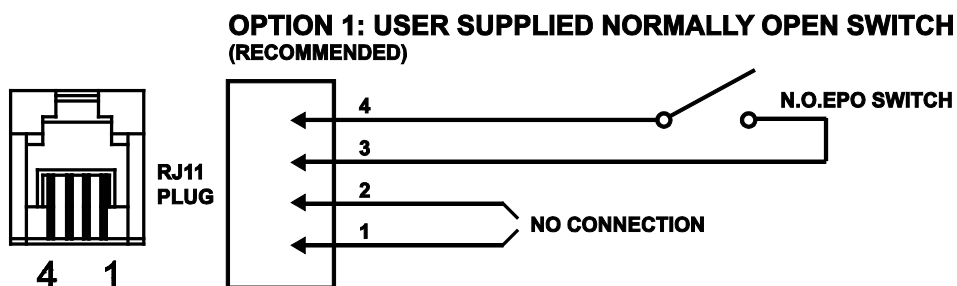 OPTION 1: USER SUPPLIED NORMALLY OPEN SWITCH
(RECOMMENDED)
4
N.O.EPO SWITCH
3
RJ11
PLUG
2
NO CONNECTION
1
4 1